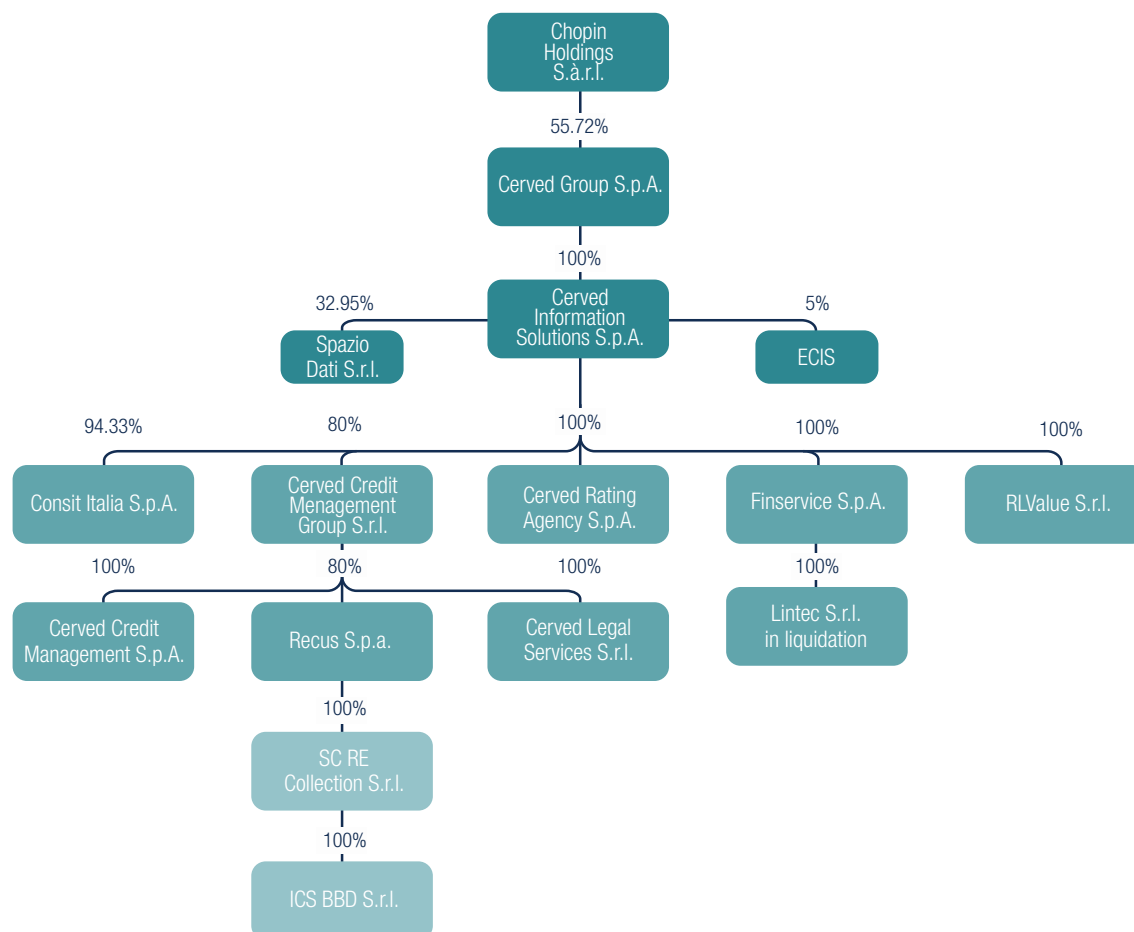 Chopin
Holdings
S.à.r.l.
55.72%
Cerved Group S.p.A.
100%
32.95%
Cerved
Information
Solutions S.p.A.
5%
Spazio
Dati S.r.l.
ECIS
94.33%
80%
100%
100%
100%
Consit Italia S.p.A.
Cerved Credit
Menagement
Group S.r.l.
Cerved Rating
Agency S.p.A.
Finservice S.p.A.
RLValue S.r.l.
100%
80%
100%
100%
Cerved Credit
Management S.p.A.
Recus S.p.a.
Cerved Legal
Services S.r.l.
Lintec S.r.l.
in liquidation
100%
SC RE
Collection S.r.l.
100%
ICS BBD S.r.l.